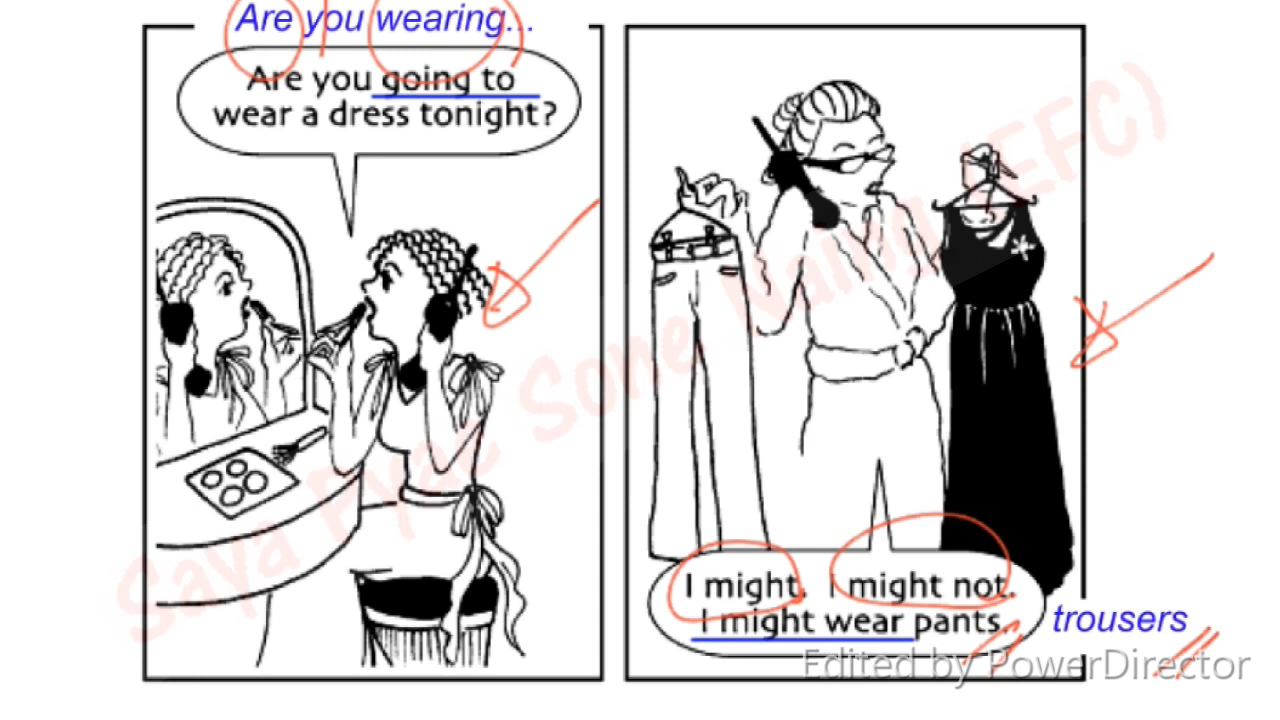 Are you wearing...
Are you going to
wear a dress tonight?
I might. I might not.
I might wear pants.
trousers
Edited by PowerDirector